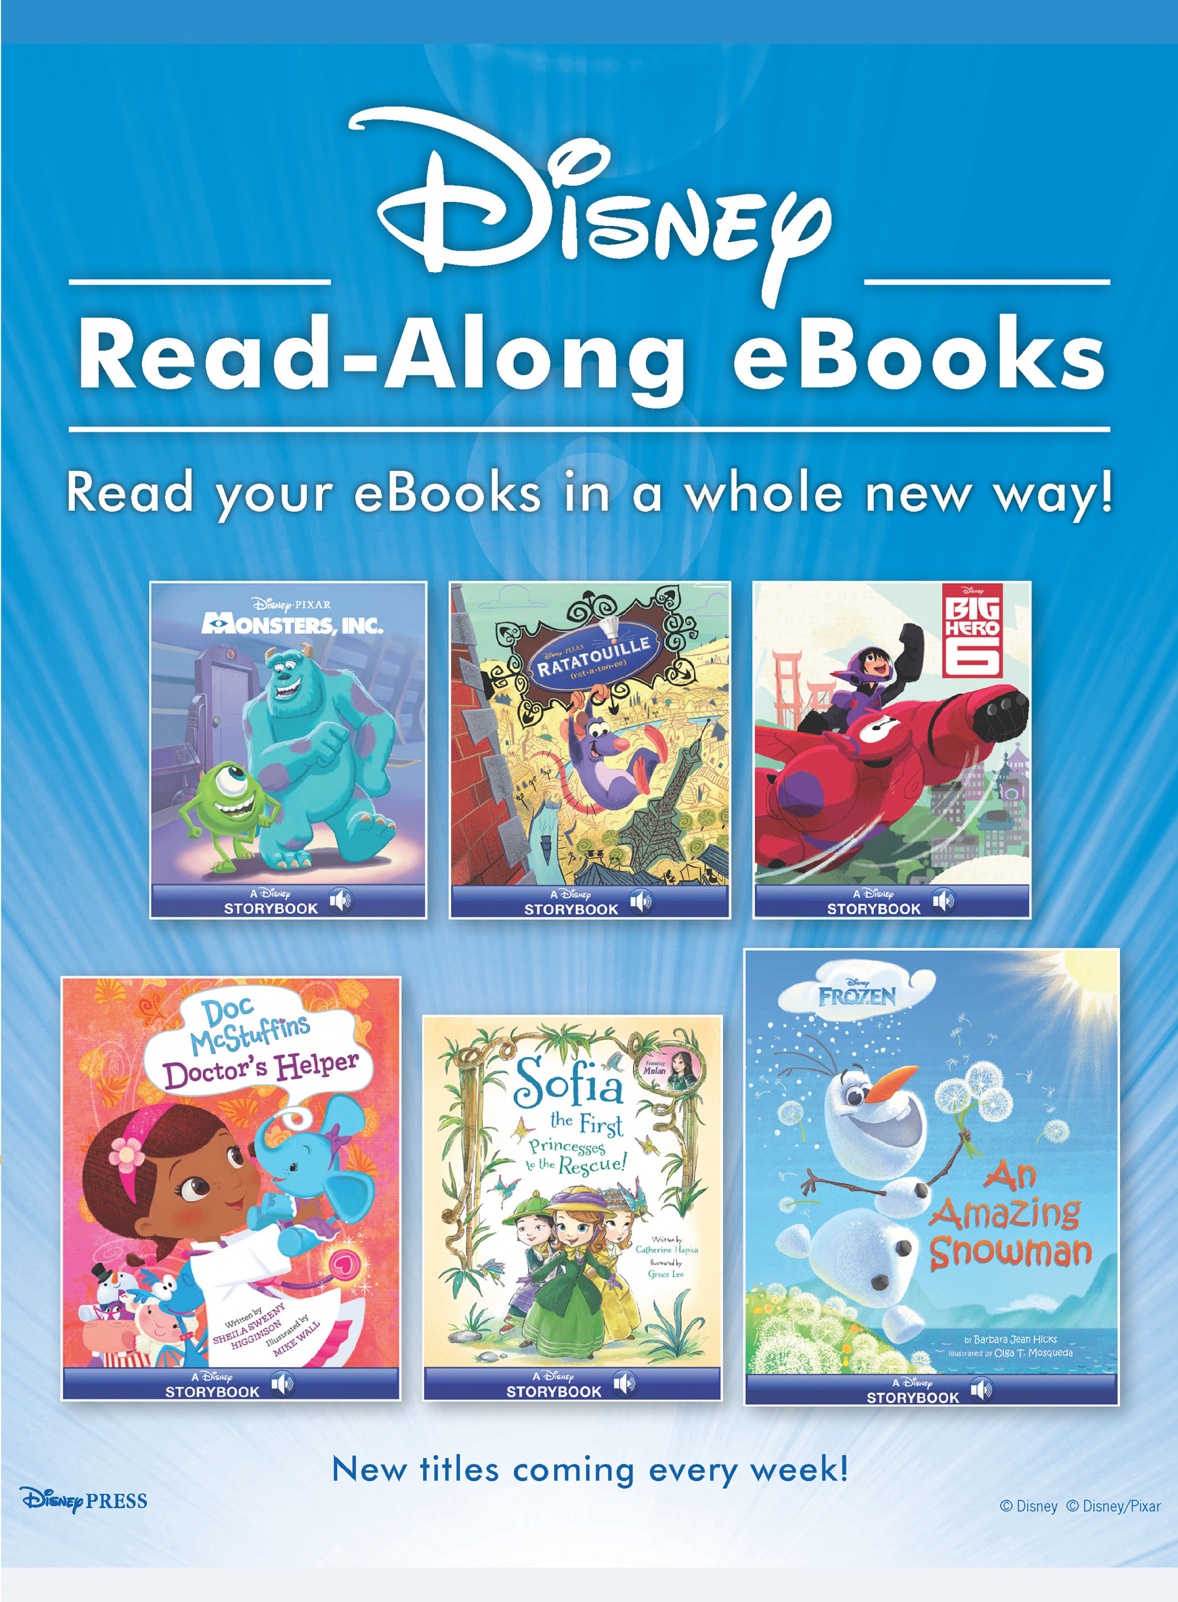 Disney
Read-Along eBooks
Read your eBooks in a whole new way!
Disney·PIXAR
MONSTERS, INC.
A Disney
STORYBOOK
Disney PIXAR
RATATOUILLE
(rat·a·too·ee)
A Disney
STORYBOOK
Disney
BIG
HERO
6
A Disney
STORYBOOK
Doc
McStuffins
Doctor's Helper
Written by
SHEILA SWEENY
HIGGINSON
Illustrated by
MIKE WALL
A Disney
STORYBOOK
Sofia
the First
Princesses
to the Rescue!
Featuring
Mulan
Written by
Catherine Hapka
Illustrated by
Grace Lee
A Disney
STORYBOOK
Disney
FROZEN
An
Amazing
Snowman
by Barbara Jean Hicks
illustrated by Olga T. Mosqueda
A Disney
STORYBOOK
New titles coming every week!
Disney PRESS
© Disney © Disney/Pixar